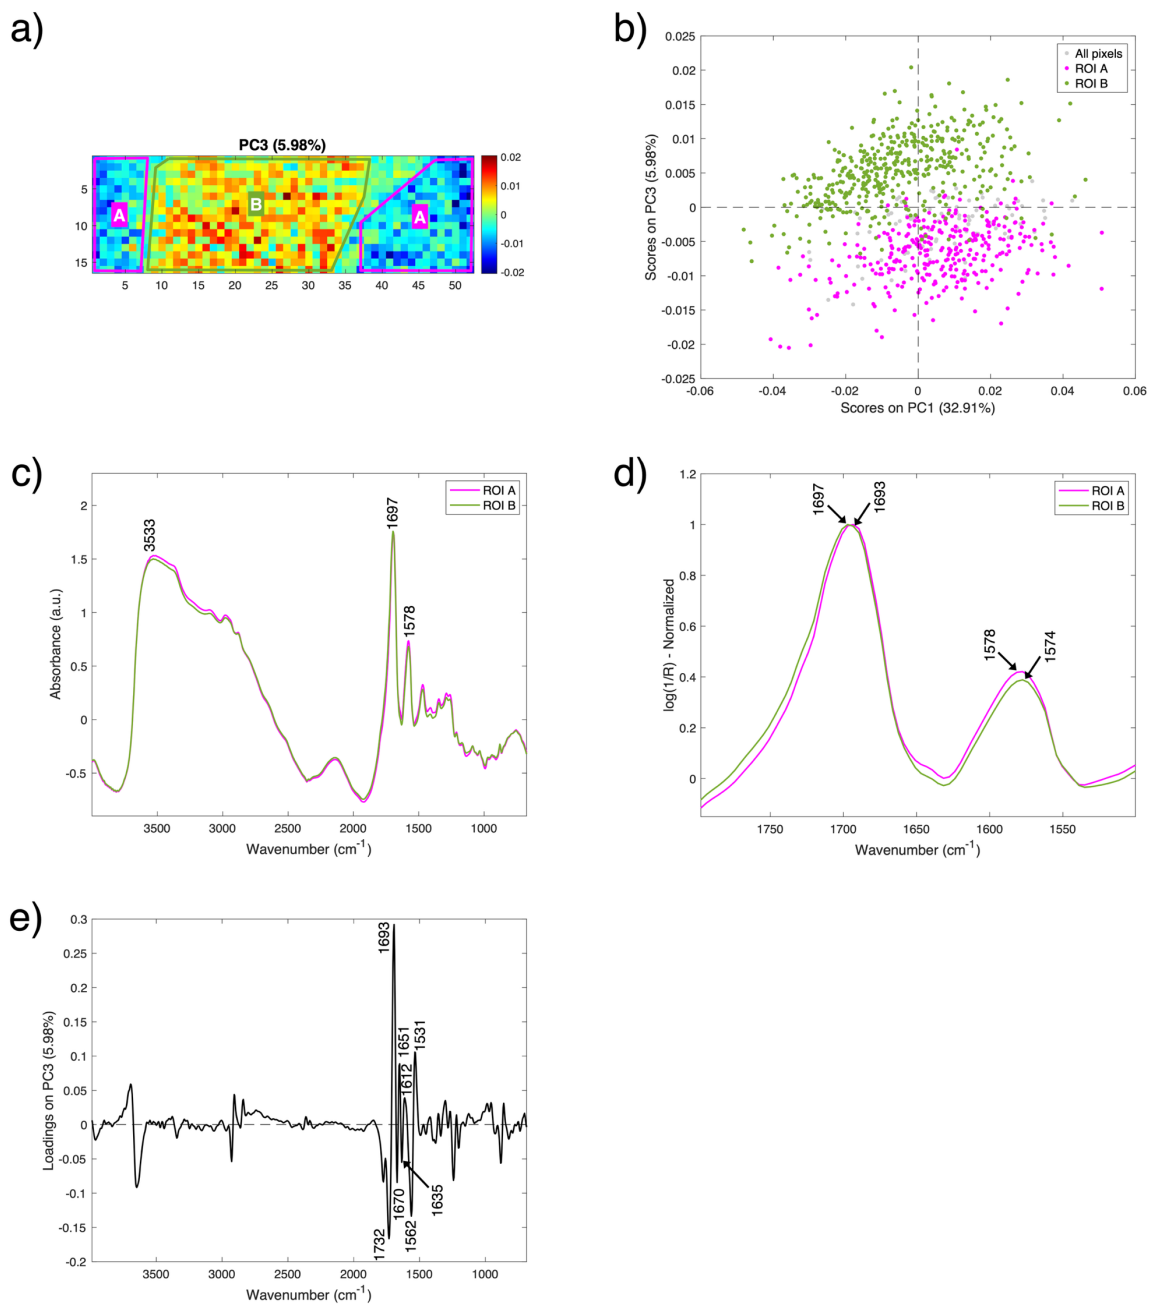 a)
PC3 (5.98%)
A
B
A
5
10
15
5 10 15 20 25 30 35 40 45 50
0.02
0.01
0
-0.01
-0.02
b)
All pixels
ROI A
ROI B
0.025
0.02
0.015
0.01
0.005
0
-0.005
-0.01
-0.015
-0.02
-0.025
Scores on PC3 (5.98%)
-0.06 -0.04 -0.02 0 0.02 0.04 0.06
Scores on PC1 (32.91%)
c)
ROI A
ROI B
3533
1697
1578
2
1.5
1
0.5
0
-0.5
Absorbance (a.u.)
3500 3000 2500 2000 1500 1000
Wavenumber (cm-1)
d)
ROI A
ROI B
1697
1693
1578
1574
1.2
1
0.8
0.6
0.4
0.2
0
log(1/R) - Normalized
1750 1700 1650 1600 1550
Wavenumber (cm-1)
e)
1693
1651
1612
1531
1732
1670
1562
1635
0.3
0.25
0.2
0.15
0.1
0.05
0
-0.05
-0.1
-0.15
-0.2
Loadings on PC3 (5.98%)
3500 3000 2500 2000 1500 1000
Wavenumber (cm-1)